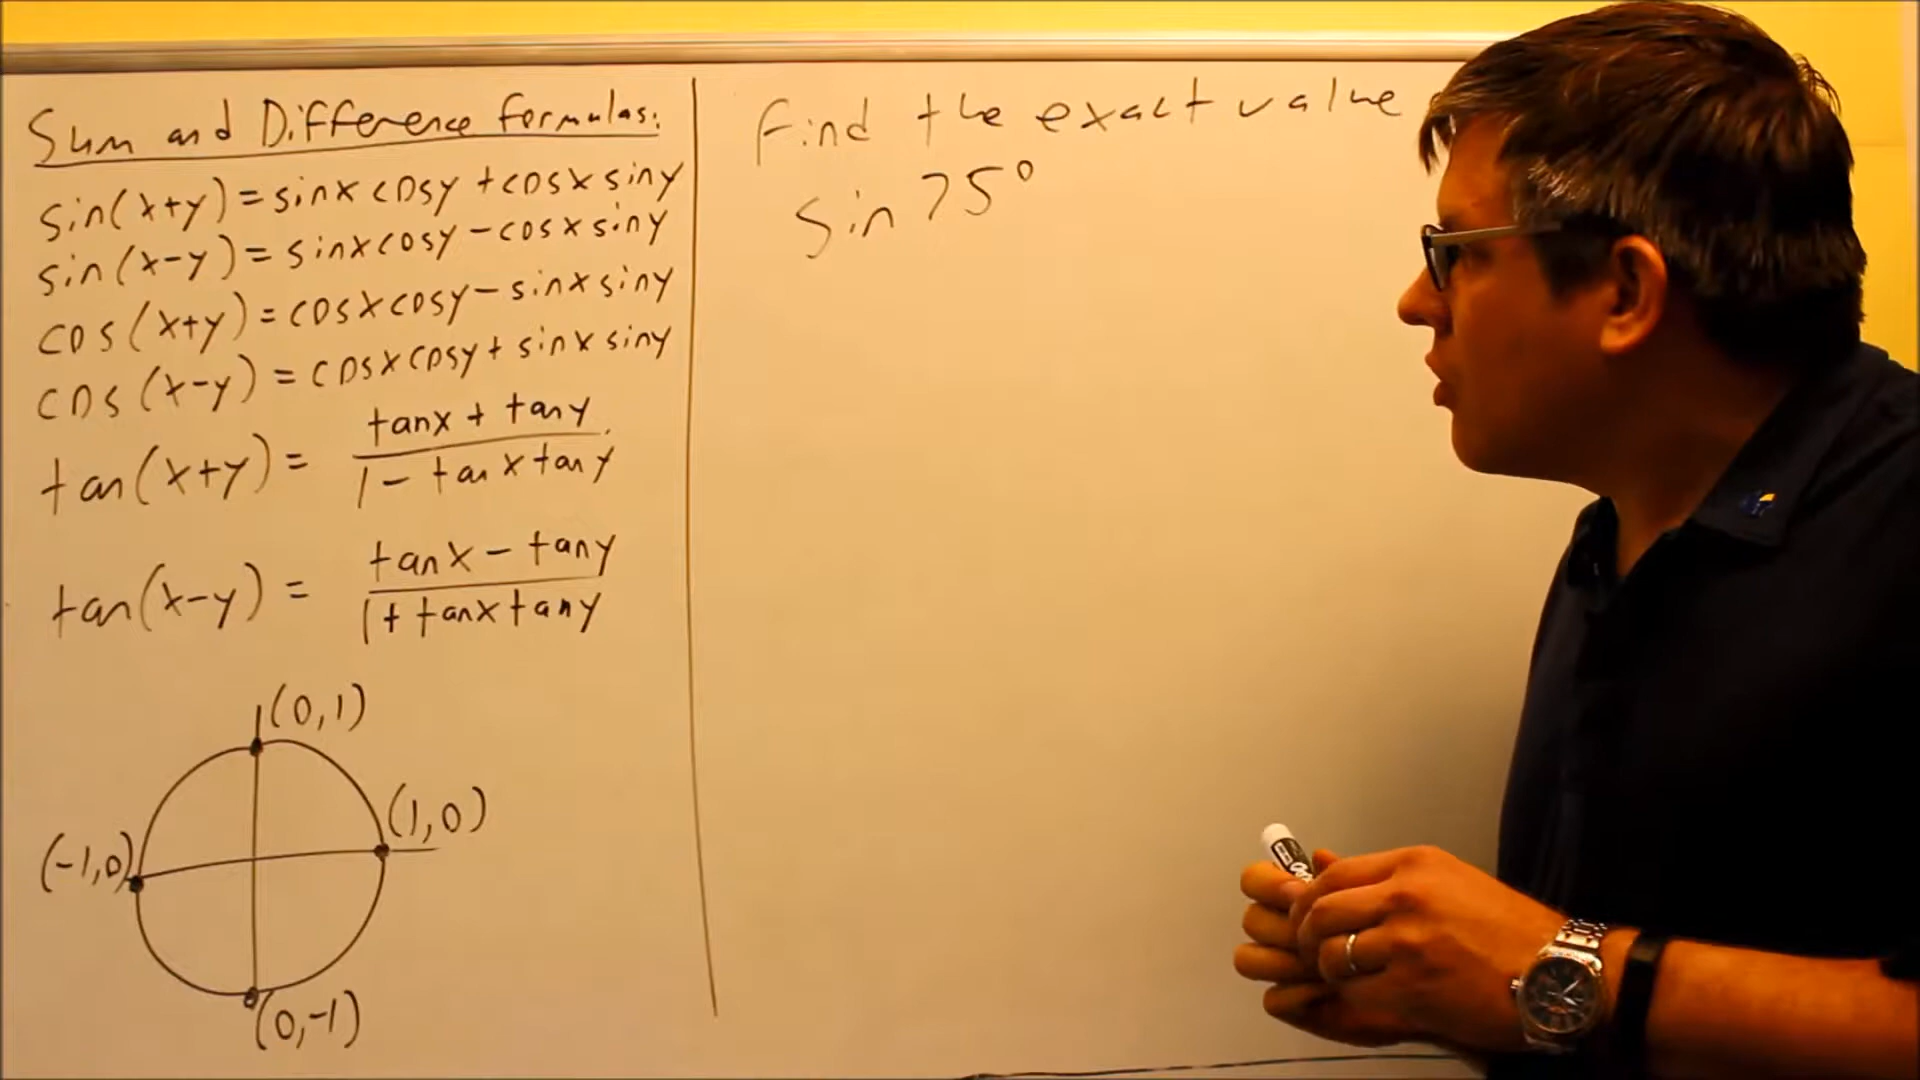 Sum and Difference formulas:
sin(x+y) = sinx cosy + cosx siny
sin(x-y) = sinx cosy - cosx siny
cos(x+y) = cosx cosy - sinx siny
cos(x-y) = cosx cosy + sinx siny
tan(x+y) = tanx + tany
1 - tanx tany
tan(x-y) = tanx - tany
1 + tanx tany
(0,1)
(1,0)
(-1,0)
(0,-1)
find the exact value
sin 75°